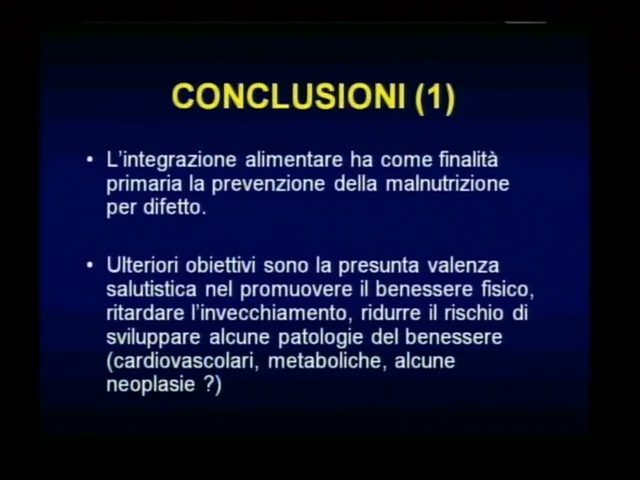 CONCLUSIONI (1)
• L'integrazione alimentare ha come finalità
primaria la prevenzione della malnutrizione
per difetto.
• Ulteriori obiettivi sono la presunta valenza
salutistica nel promuovere il benessere fisico,
ritardare l'invecchiamento, ridurre il rischio di
sviluppare alcune patologie del benessere
(cardiovascolari, metaboliche, alcune
neoplasie ?)